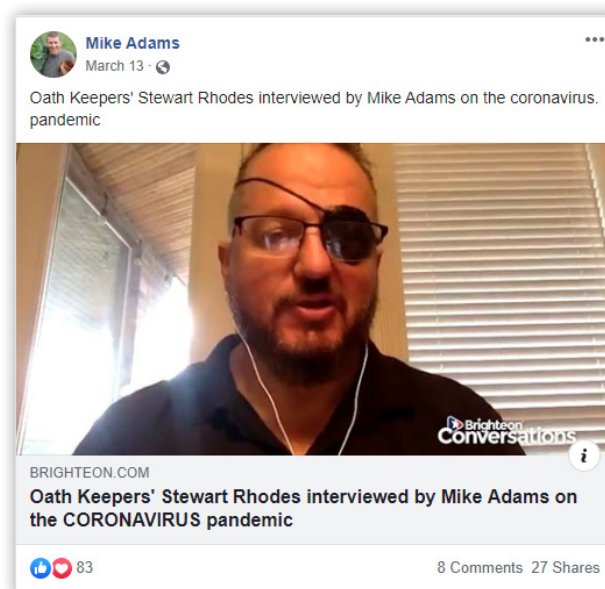 Mike Adams
March 13 ·
Oath Keepers' Stewart Rhodes interviewed by Mike Adams on the coronavirus.
pandemic
Brighteon
Conversations
i
BRIGHTEON.COM
Oath Keepers' Stewart Rhodes interviewed by Mike Adams on
the CORONAVIRUS pandemic
83
8 Comments 27 Shares